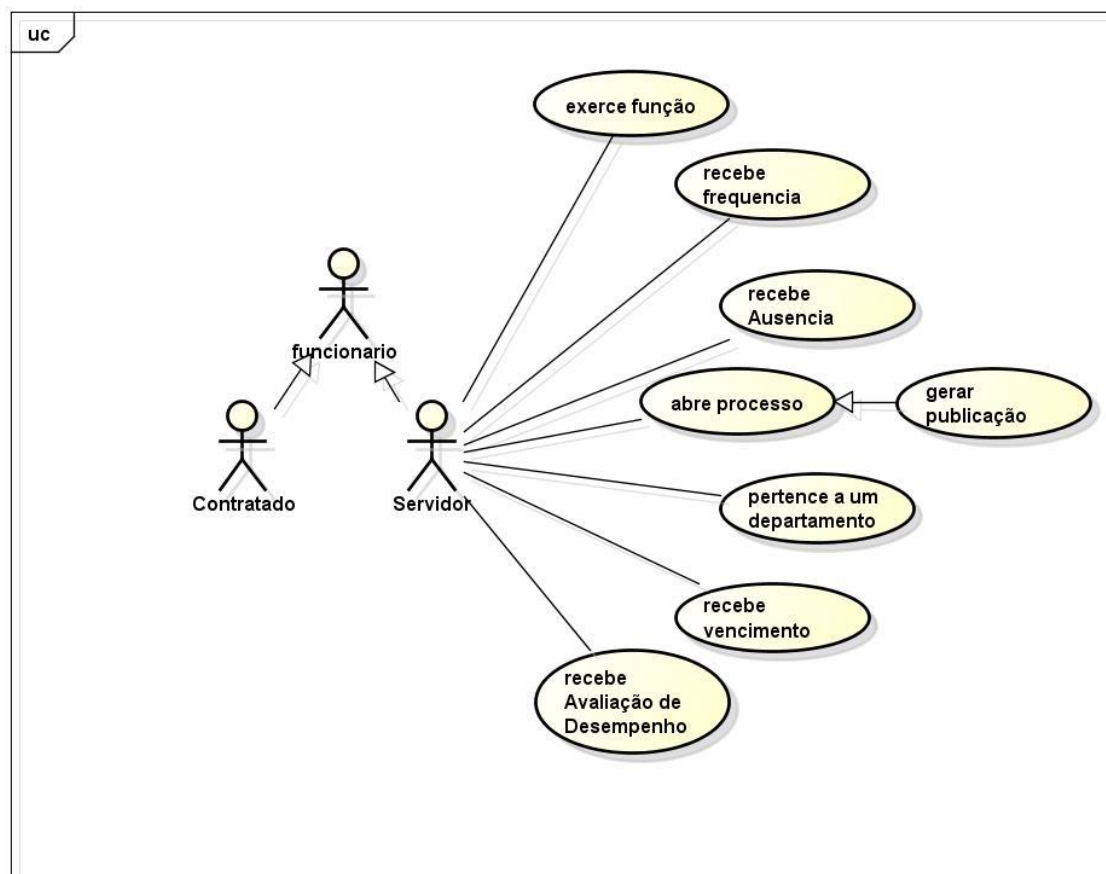 uc
exerce função
recebe
frequencia
recebe
Ausencia
funcionario
abre processo
gerar
publicação
Contratado
Servidor
pertence a um
departamento
recebe
vencimento
recebe
Avaliação de
Desempenho